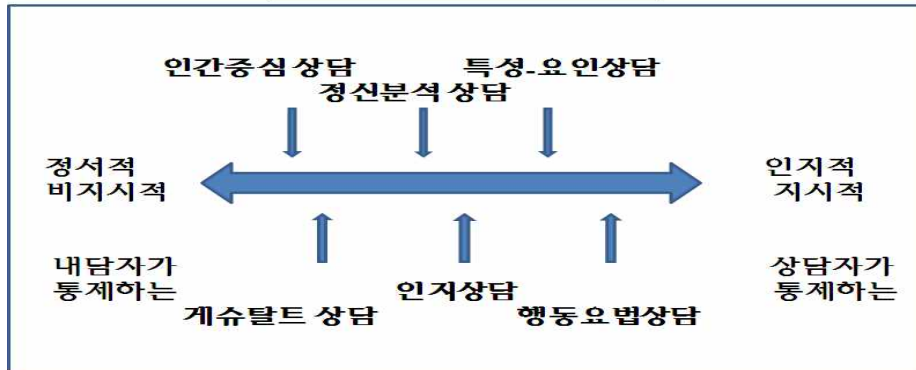 인간중심 상담
특성-요인상담
정신분석 상담
정서적
비지시적
인지적
지시적
내담자가
통제하는
상담자가
통제하는
인지상담
게슈탈트 상담
행동요법상담